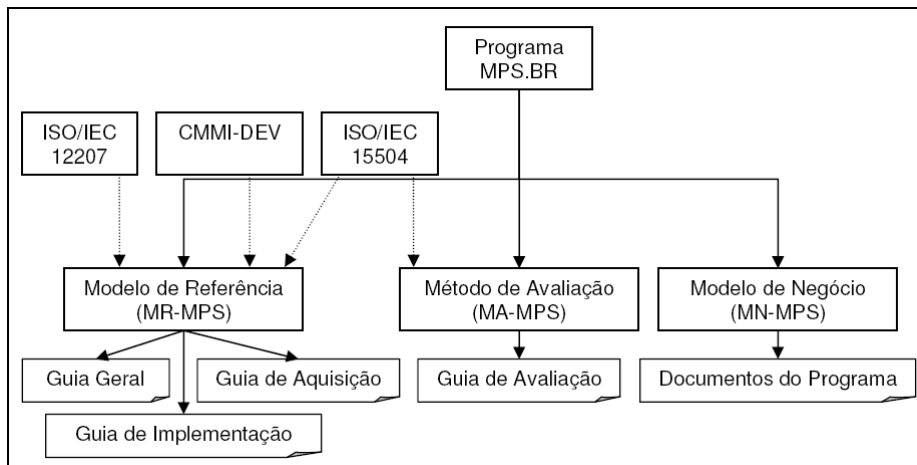 Programa
MPS.BR
ISO/IEC
12207
CMMI-DEV
ISO/IEC
15504
Modelo de Referência
(MR-MPS)
Método de Avaliação
(MA-MPS)
Modelo de Negócio
(MN-MPS)
Guia Geral
Guia de Aquisição
Guia de Avaliação
Documentos do Programa
Guia de Implementação